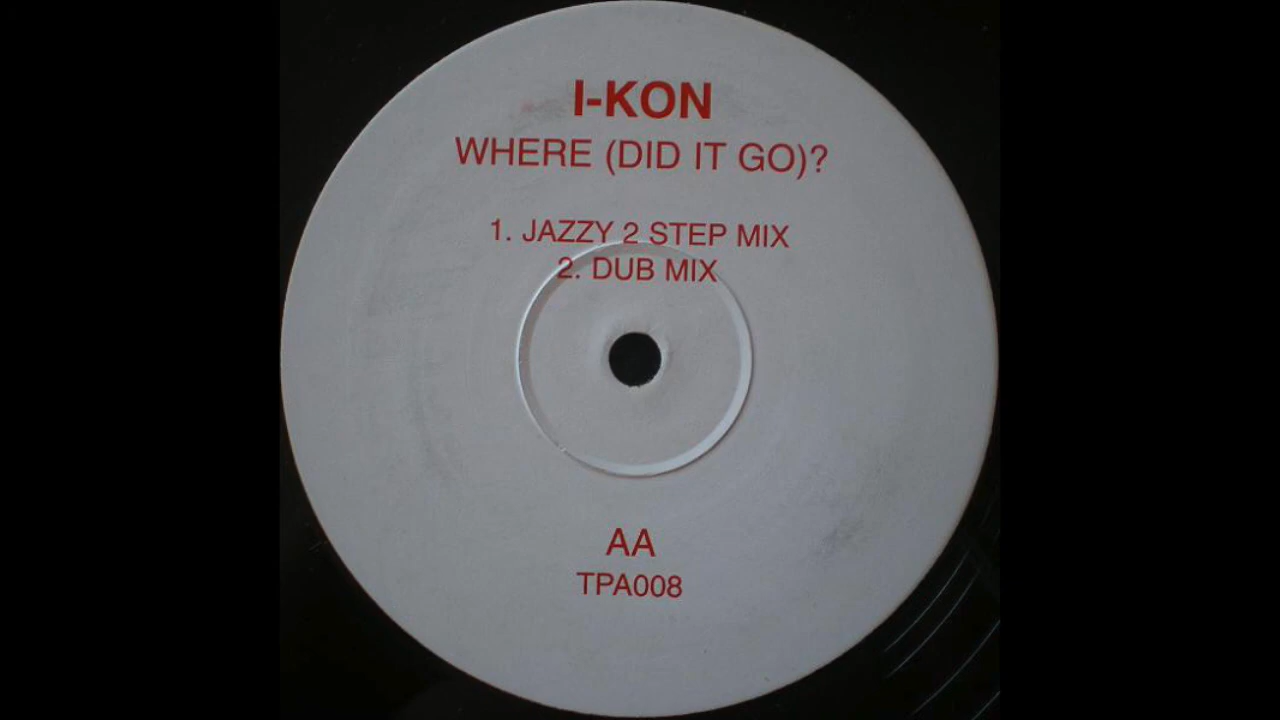 I-KON
WHERE (DID IT GO)?
1. JAZZY 2 STEP MIX
2. DUB MIX
AA
TPA008